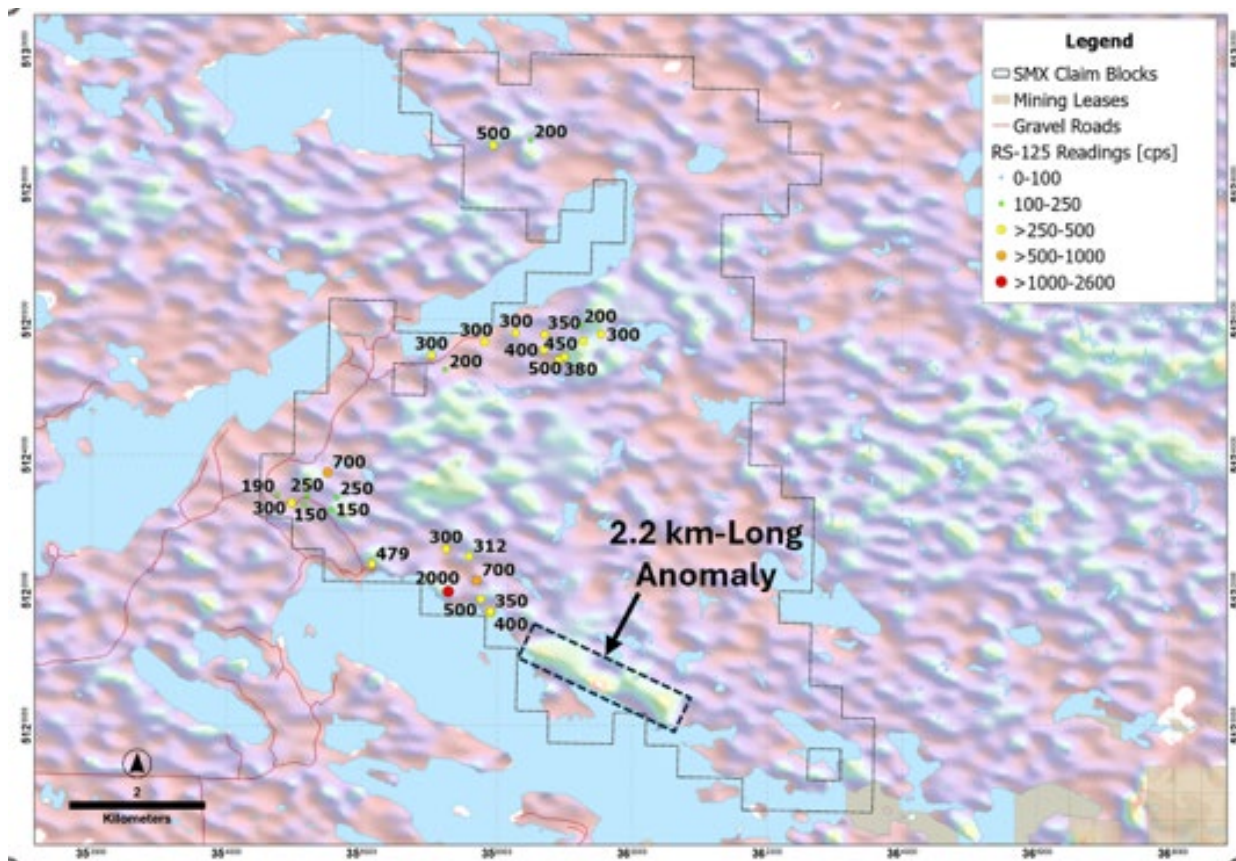 Legend
SMX Claim Blocks
Mining Leases
Gravel Roads
RS-125 Readings [cps]
0-100
100-250
>250-500
>500-1000
>1000-2600
500 200
300 300 300 350 200 300
200 400 450
500 380
700
190 250 250
300 150 150
479
300 312
2000 700
500 350
400
2.2 km-Long
Anomaly
2
Kilometers